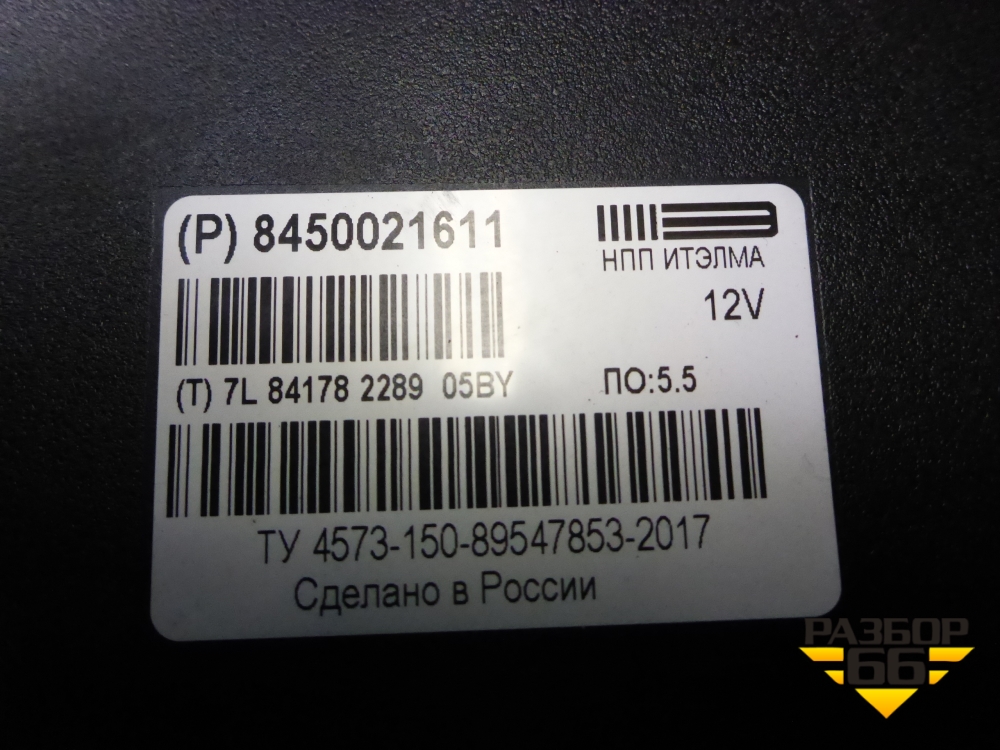 (P) 8450021611
НПП ИТЭЛМА
12V
(T) 7L 84178 2289 05BY
ПО:5.5
ТУ 4573-150-89547853-2017
Сделано в России
РАЗБОР
66